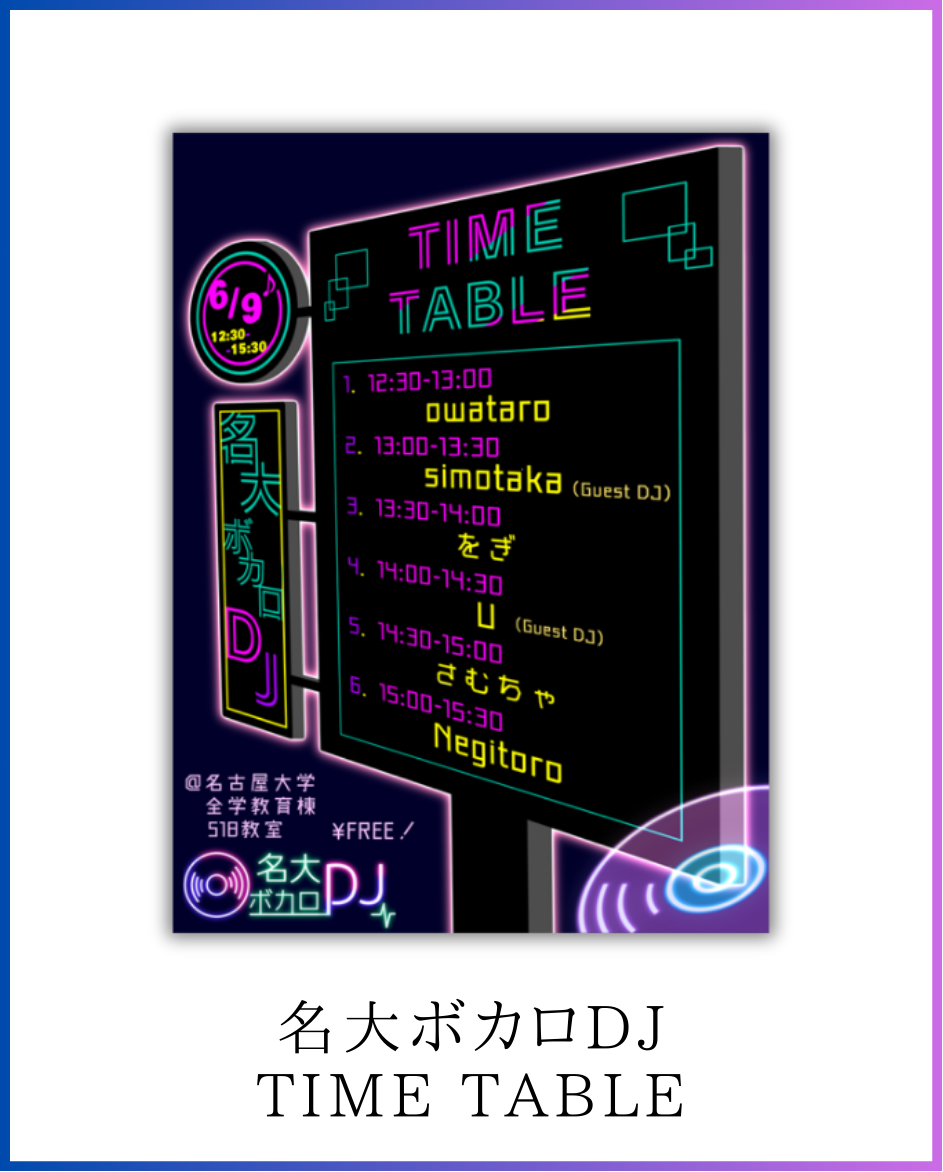 TIME
TABLE
6/9♪
12:30-
-15:30
名大ボカロDJ
1. 12:30-13:00
owataro
2. 13:00-13:30
simotaka (Guest DJ)
3. 13:30-14:00
をぎ
4. 14:00-14:30
U (Guest DJ)
5. 14:30-15:00
さむちゃ
6. 15:00-15:30
Negitoro
@名古屋大学
全学教育棟
S1B教室 ¥FREE!
名大
ボカロDJ
名大ボカロDJ
TIME TABLE